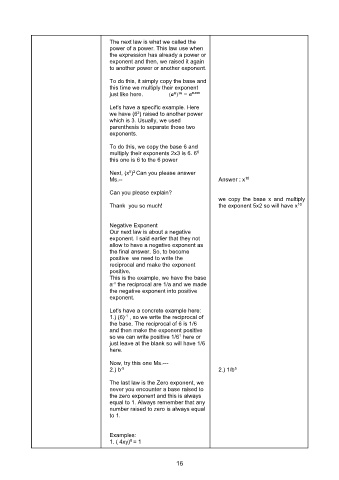 The next law is what we called the
power of a power. This law use when
the expression has already a power or
exponent and then, we raised it again
to another power or another exponent.
To do this, it simply copy the base and
this time we multiply their exponent
just like here. (aᵐ)ⁿ = aᵐⁿ
Let's have a specific example. Here
we have (6²) raised to another power
which is 3. Usually, we used
parenthesis to separate those two
exponents.
To do this, we copy the base 6 and
multiply their exponents 2x3 is 6. 6⁶
this one is 6 to the 6 power
Next, (x⁵)² Can you please answer
Ms.-- Answer : x¹⁰
Can you please explain?
we copy the base x and multiply
Thank you so much! the exponent 5x2 so will have x¹⁰
Negative Exponent
Our next law is about a negative
exponent. I said earlier that they not
allow to have a negative exponent as
the final answer. So, to become
positive we need to write the
reciprocal and make the exponent
positive.
This is the example, we have the base
a⁻¹ the reciprocal are 1/a and we made
the negative exponent into positive
exponent.
Let's have a concrete example here:
1.) (6)⁻¹ , so we write the reciprocal of
the base. The reciprocal of 6 is 1/6
and then make the exponent positive
so we can write positive 1/6¹ here or
just leave at the blank so will have 1/6
here.
Now, try this one Ms.---
2.) b⁻³ 2.) 1/b³
The last law is the Zero exponent, we
never you encounter a base raised to
the zero exponent and this is always
equal to 1. Always remember that any
number raised to zero is always equal
to 1.
Examples:
1. ( 4xy)⁰ = 1
16